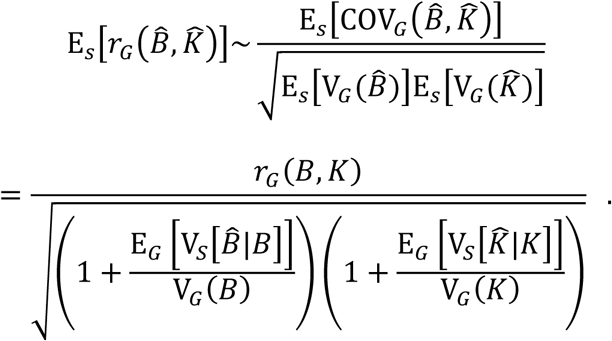 E_s[r_G(B̂, K̂)] ~ E_s[COV_G(B̂, K̂)] / √(E_s[V_G(B̂)]E_s[V_G(K̂)])
= r_G(B, K) / √((1 + E_G [V_S[B̂|B]] / V_G(B)) (1 + E_G [V_S[K̂|K]] / V_G(K))) .